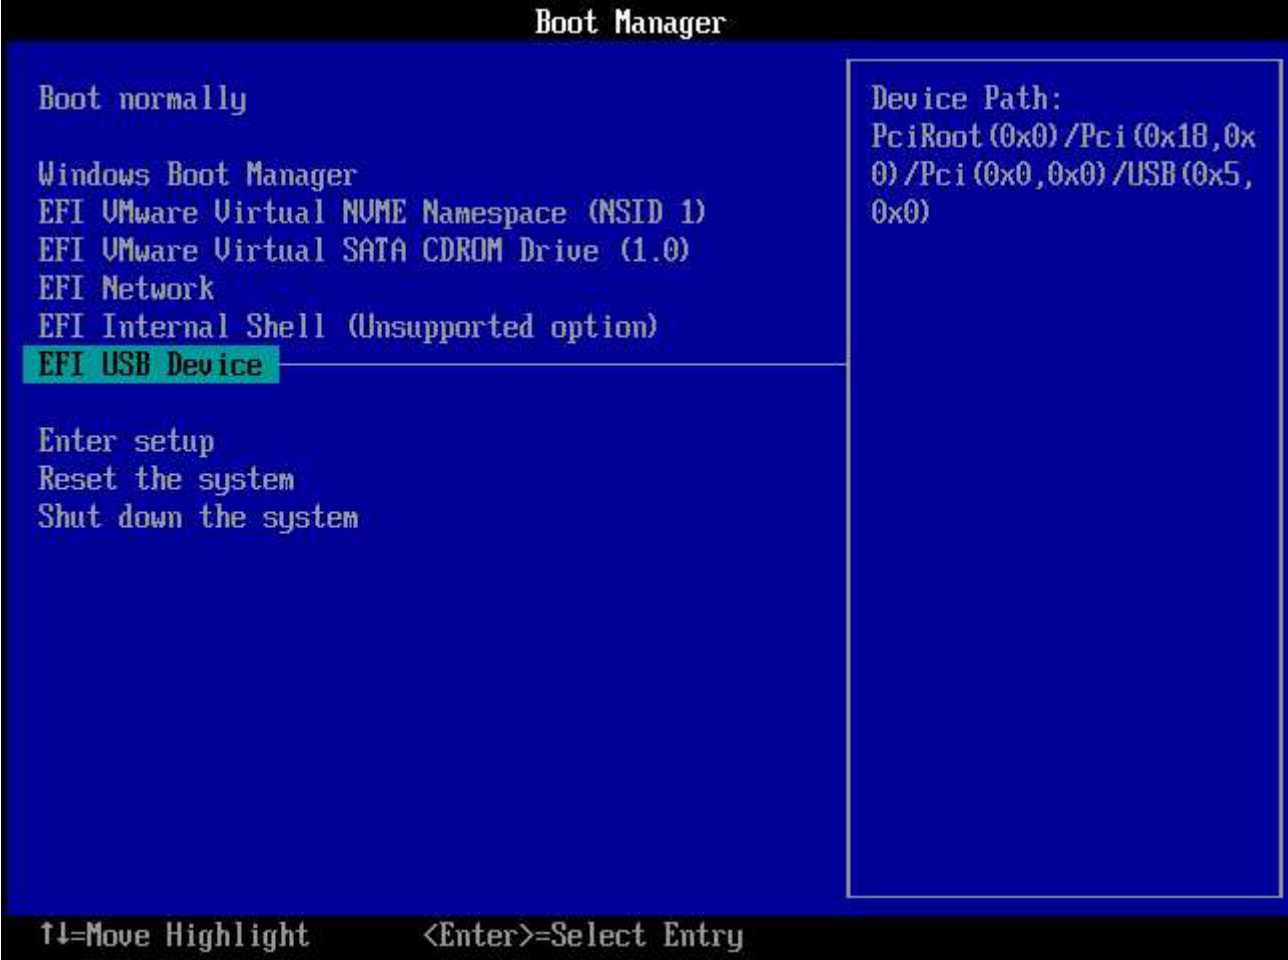 Boot Manager
Boot normally
Windows Boot Manager
EFI VMware Virtual NVME Namespace (NSID 1)
EFI VMware Virtual SATA CDROM Drive (1.0)
EFI Network
EFI Internal Shell (Unsupported option)
EFI USB Device
Enter setup
Reset the system
Shut down the system
Device Path:
PciRoot(0x0)/Pci(0x18,0x
0)/Pci(0x0,0x0)/USB(0x5,
0x0)
↑↓=Move Highlight <Enter>=Select Entry